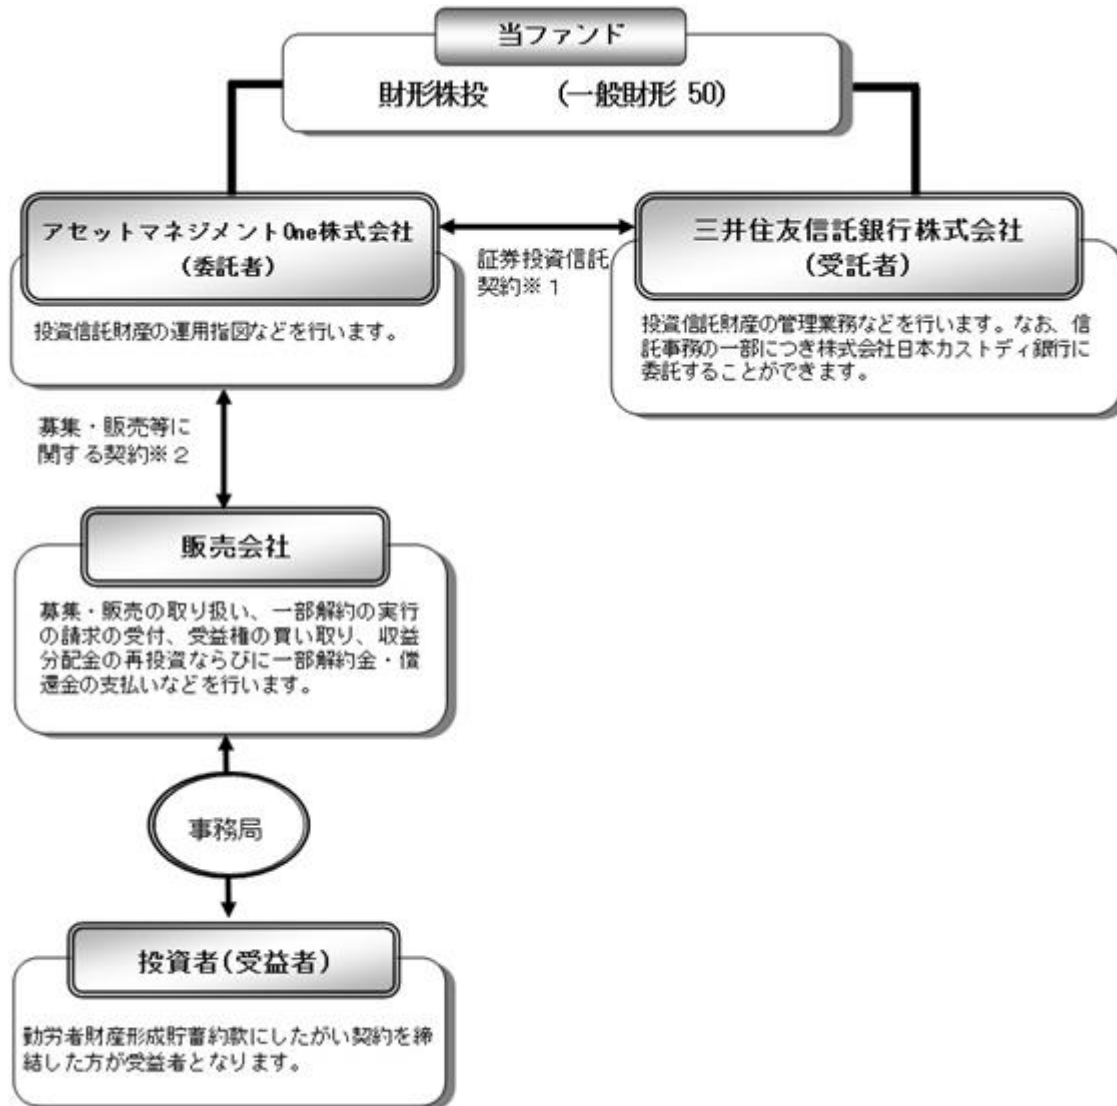 当ファンド
財形株投　　（一般財形 50）
アセットマネジメントOne株式会社
（委託者）
投資信託財産の運用指図などを行います。
証券投資信託
契約※１
三井住友信託銀行株式会社
（受託者）
投資信託財産の管理業務などを行います。なお、信
託事務の一部につき株式会社日本カストディ銀行に
委託することができます。
募集・販売等に
関する契約※２
販売会社
募集・販売の取り扱い、一部解約の実行
の請求の受付、受益権の買い取り、収益
分配金の再投資ならびに一部解約金・償
還金の支払いなどを行います。
事務局
投資者（受益者）
勤労者財産形成貯蓄約款にしたがい契約を締
結した方が受益者となります。